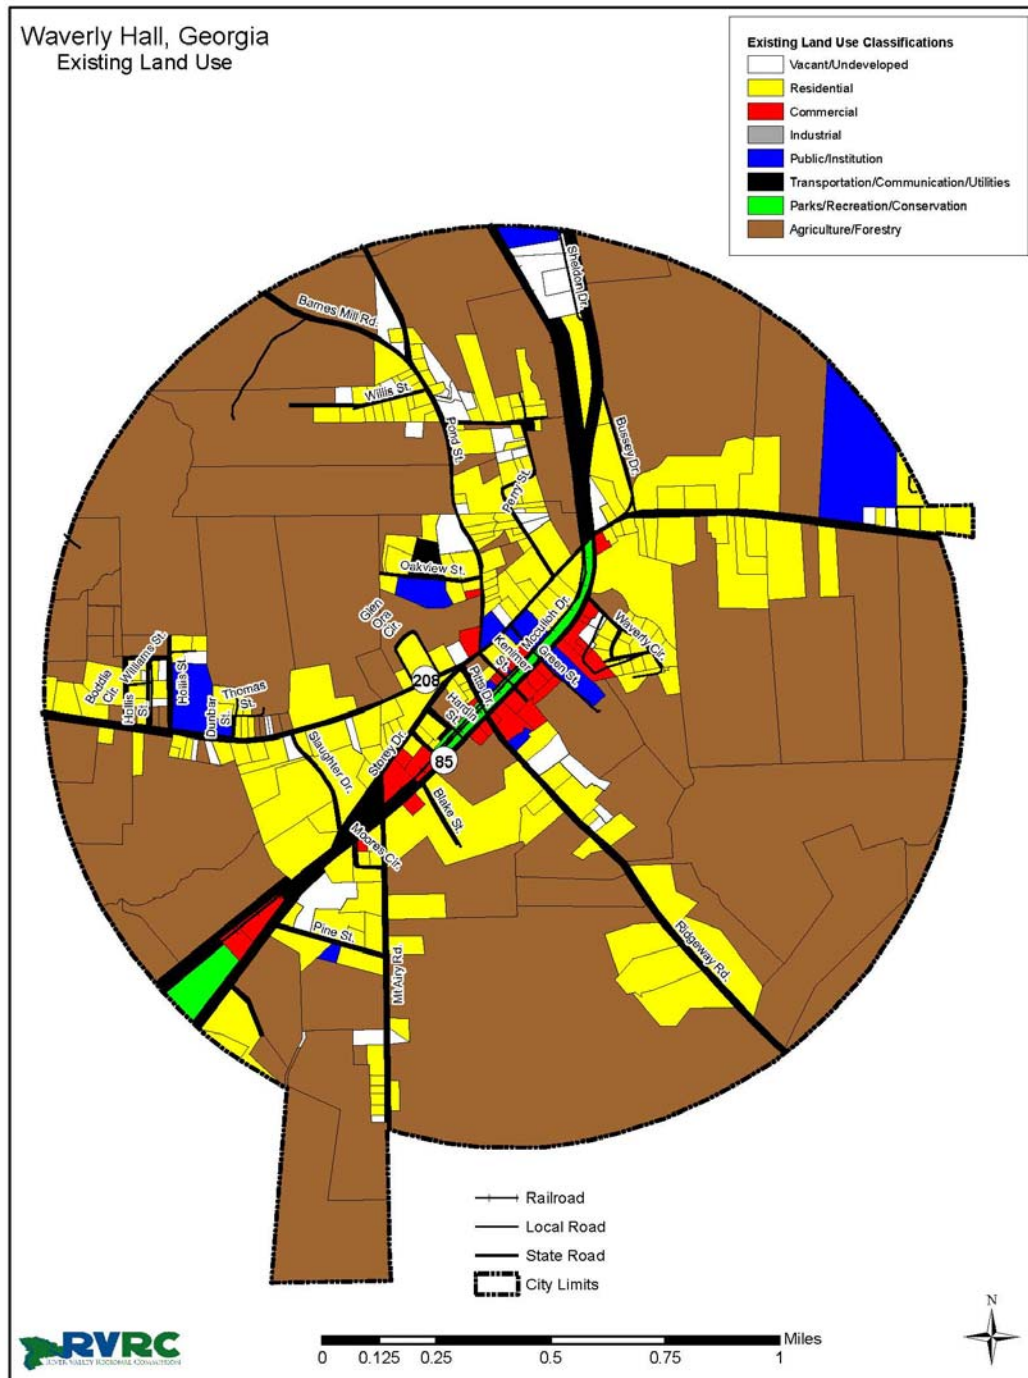 Waverly Hall, Georgia
Existing Land Use
Existing Land Use Classifications
Vacant/Undeveloped
Residential
Commercial
Industrial
Public/Institution
Transportation/Communication/Utilities
Parks/Recreation/Conservation
Agriculture/Forestry
Sheldon Dr.
Barnes Mill Rd.
Willis St.
Pond St.
Bussey Dr.
Perry St.
Oakview St.
Glen
Ora
Cir.
Mcculloh Dr.
Waverly Cir.
Kenimer
St.
Green St.
Williams St.
Hollis St.
Boddie
Cir.
Hollis
St
Dunbar
St.
Thomas
St.
208
Pitts Dr.
Hardin
St.
Storey Dr.
Slaughter Dr.
85
Blake St.
Moores Cir.
Pine St.
Mt Airy Rd.
Ridgeway Rd.
Railroad
Local Road
State Road
City Limits
N
RVRC
RIVER VALLEY REGIONAL COMMISSION
Miles
0 0.125 0.25 0.5 0.75 1